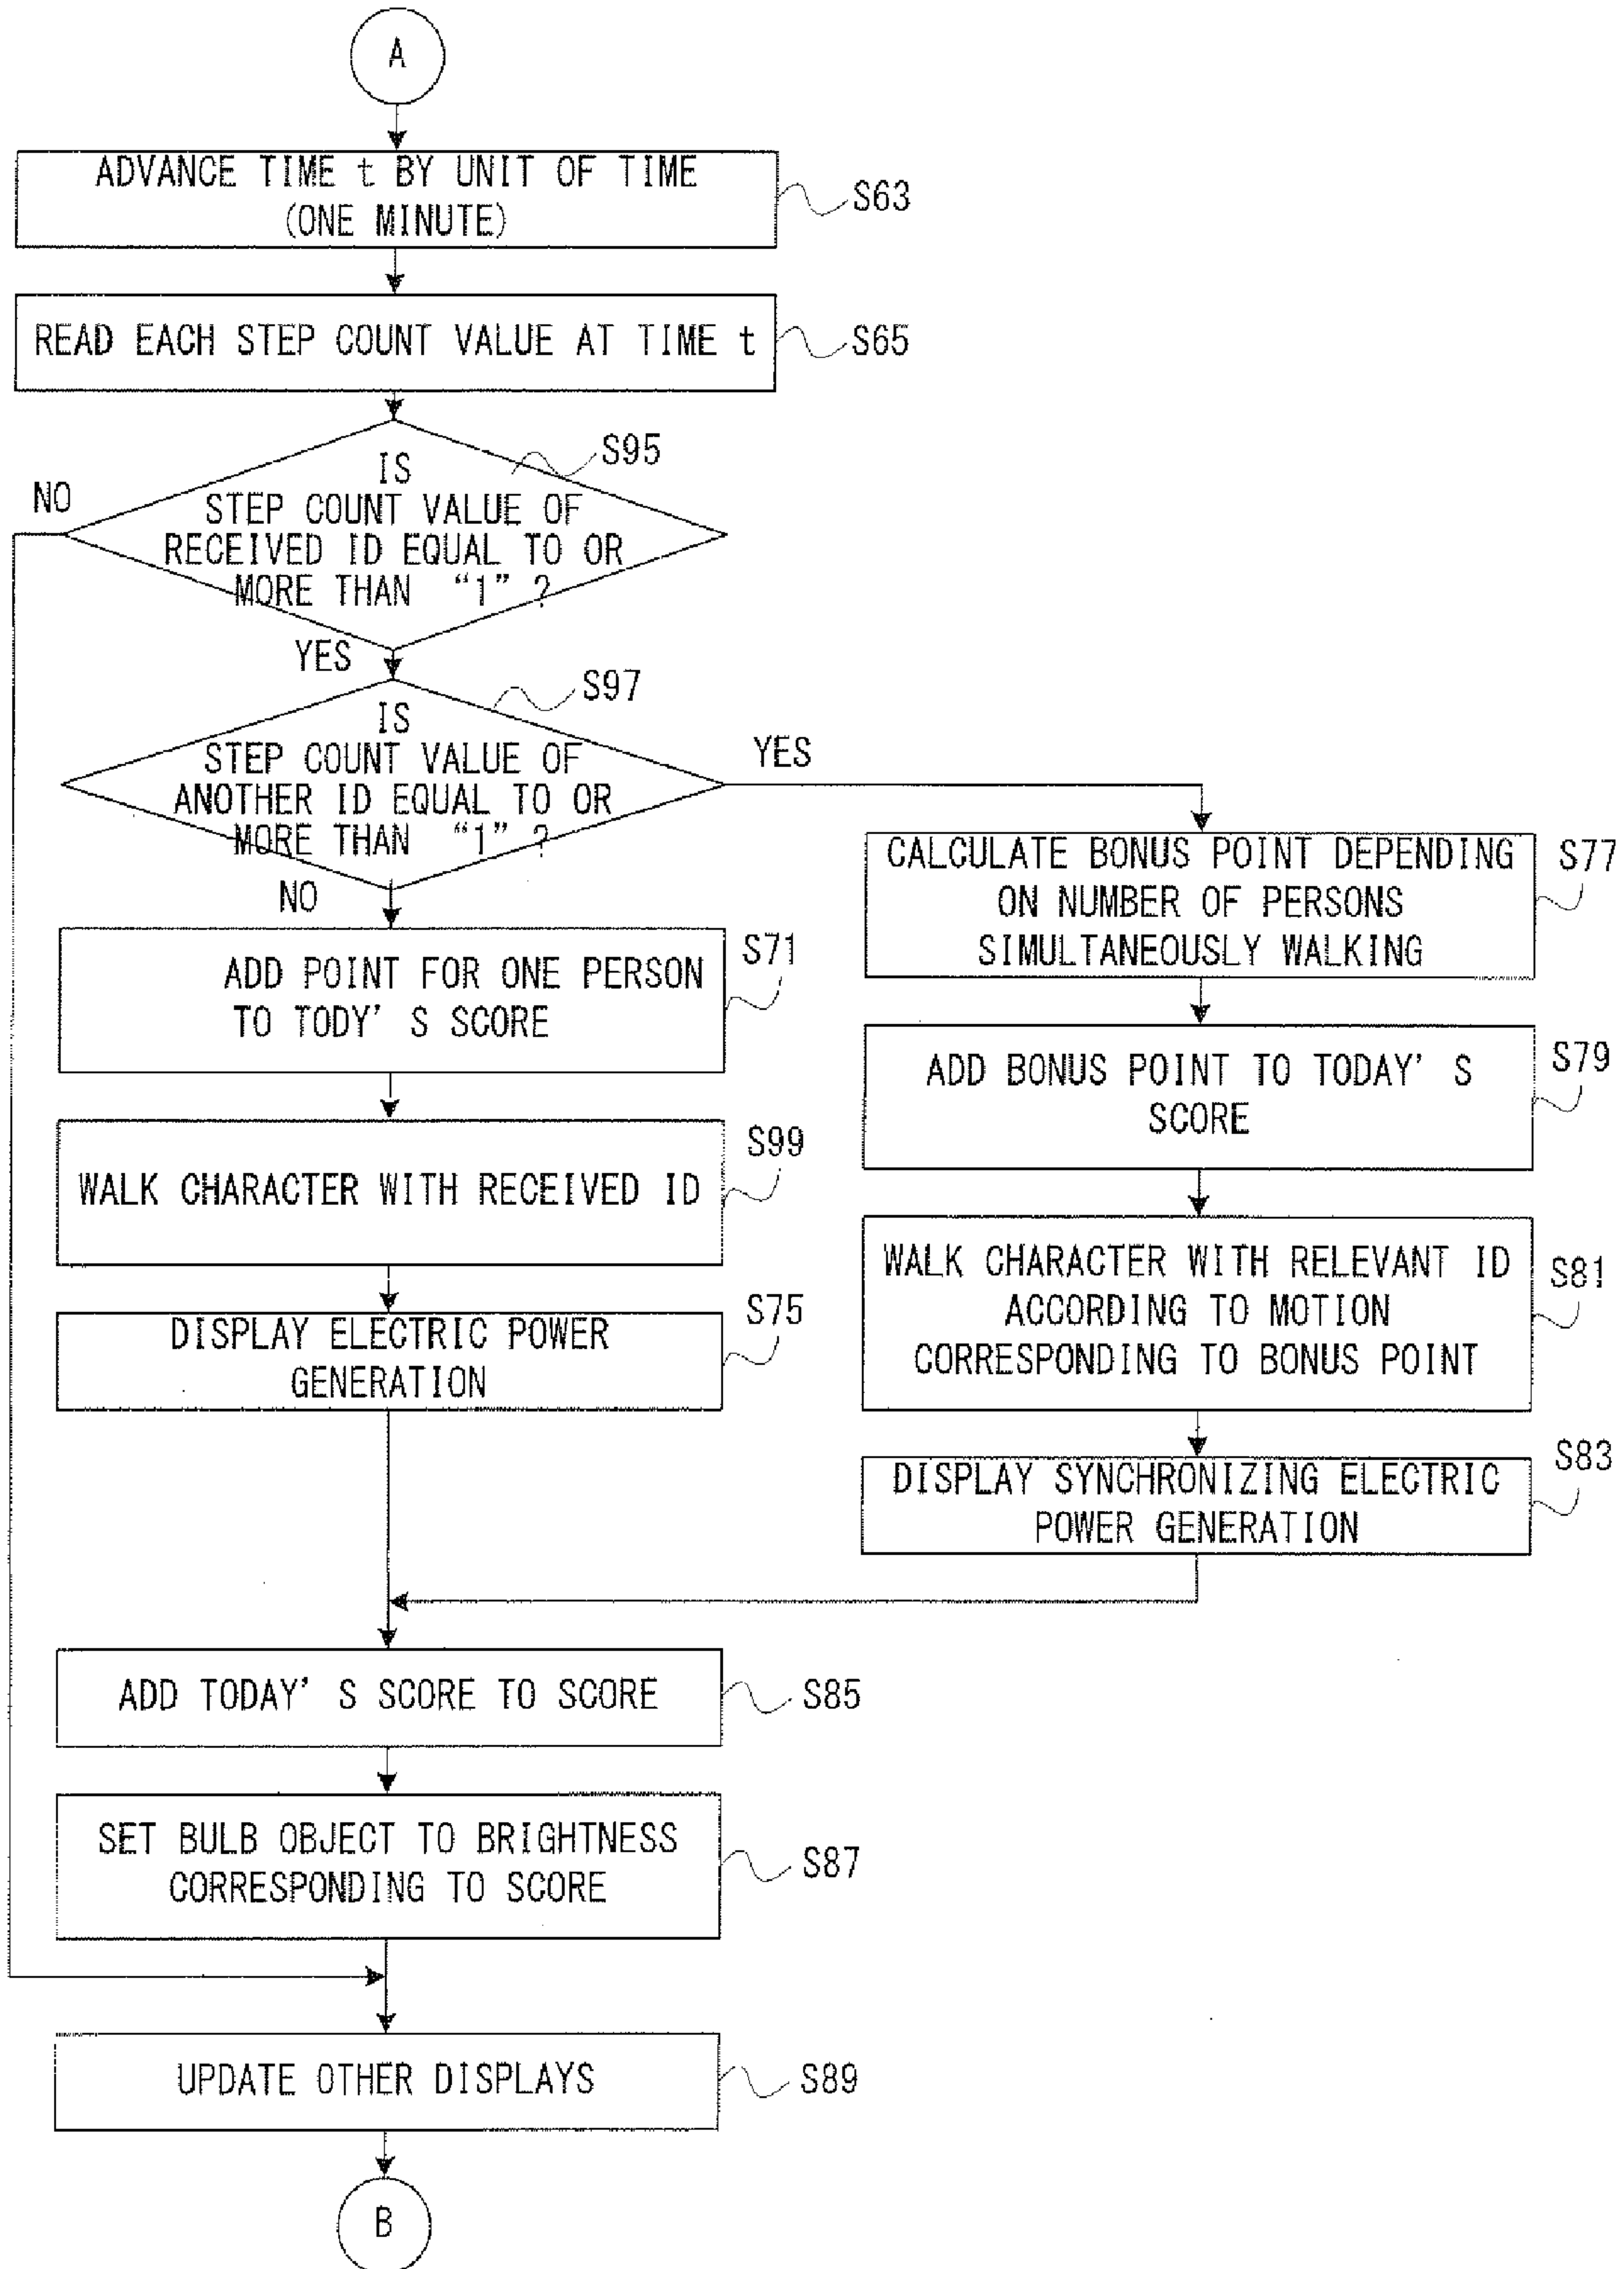 A
ADVANCE TIME t BY UNIT OF TIME
(ONE MINUTE)
S63
READ EACH STEP COUNT VALUE AT TIME t
S65
S95
IS
STEP COUNT VALUE OF
RECEIVED ID EQUAL TO OR
MORE THAN “1” ?
NO
YES
S97
IS
STEP COUNT VALUE OF
ANOTHER ID EQUAL TO OR
MORE THAN “1” ?
YES
NO
S71
ADD POINT FOR ONE PERSON
TO TODY' S SCORE
S99
WALK CHARACTER WITH RECEIVED ID
S75
DISPLAY ELECTRIC POWER
GENERATION
CALCULATE BONUS POINT DEPENDING
ON NUMBER OF PERSONS
SIMULTANEOUSLY WALKING
S77
ADD BONUS POINT TO TODAY' S
SCORE
S79
WALK CHARACTER WITH RELEVANT ID
ACCORDING TO MOTION
CORRESPONDING TO BONUS POINT
S81
DISPLAY SYNCHRONIZING ELECTRIC
POWER GENERATION
S83
ADD TODAY' S SCORE TO SCORE
S85
SET BULB OBJECT TO BRIGHTNESS
CORRESPONDING TO SCORE
S87
UPDATE OTHER DISPLAYS
S89
B